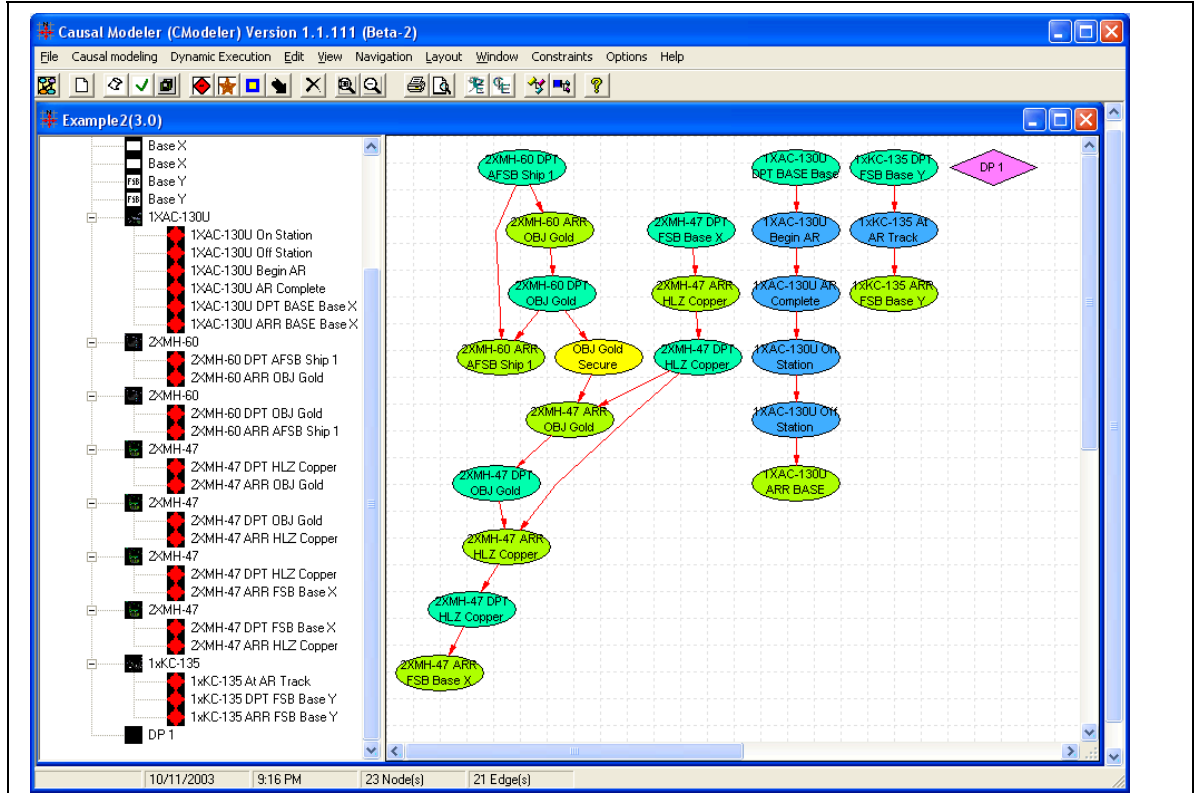 Causal Modeler (CModeler) Version 1.1.111 (Beta-2)
File Causal modeling Dynamic Execution Edit View Navigation Layout Window Constraints Options Help
Example2(3.0)
Base X
Base X
FSB Base Y
FSB Base Y
1XAC-130U
1XAC-130U On Station
1XAC-130U Off Station
1XAC-130U Begin AR
1XAC-130U AR Complete
1XAC-130U DPT BASE Base X
1XAC-130U ARR BASE Base X
2XMH-60
2XMH-60 DPT AFSB Ship 1
2XMH-60 ARR OBJ Gold
2XMH-60
2XMH-60 DPT OBJ Gold
2XMH-60 ARR AFSB Ship 1
2XMH-47
2XMH-47 DPT HLZ Copper
2XMH-47 ARR OBJ Gold
2XMH-47
2XMH-47 DPT OBJ Gold
2XMH-47 ARR HLZ Copper
2XMH-47
2XMH-47 DPT HLZ Copper
2XMH-47 ARR FSB Base X
2XMH-47
2XMH-47 DPT FSB Base X
2XMH-47 ARR HLZ Copper
1xKC-135
1xKC-135 At AR Track
1xKC-135 DPT FSB Base Y
1xKC-135 ARR FSB Base Y
DP 1
2XMH-60 DPT
AFSB Ship 1
1XAC-130U
DPT BASE Base
1xKC-135 DPT
FSB Base Y
DP 1
2XMH-60 ARR
OBJ Gold
2XMH-47 DPT
FSB Base X
1XAC-130U
Begin AR
1xKC-135 At
AR Track
2XMH-60 DPT
OBJ Gold
2XMH-47 ARR
HLZ Copper
1XAC-130U AR
Complete
1xKC-135 ARR
FSB Base Y
2XMH-60 ARR
AFSB Ship 1
OBJ Gold
Secure
2XMH-47 DPT
HLZ Copper
1XAC-130U On
Station
2XMH-47 ARR
OBJ Gold
1XAC-130U Off
Station
2XMH-47 DPT
OBJ Gold
1XAC-130U
ARR BASE
2XMH-47 ARR
HLZ Copper
2XMH-47 DPT
HLZ Copper
2XMH-47 ARR
FSB Base X
10/11/2003 9:16 PM 23 Node(s) 21 Edge(s)